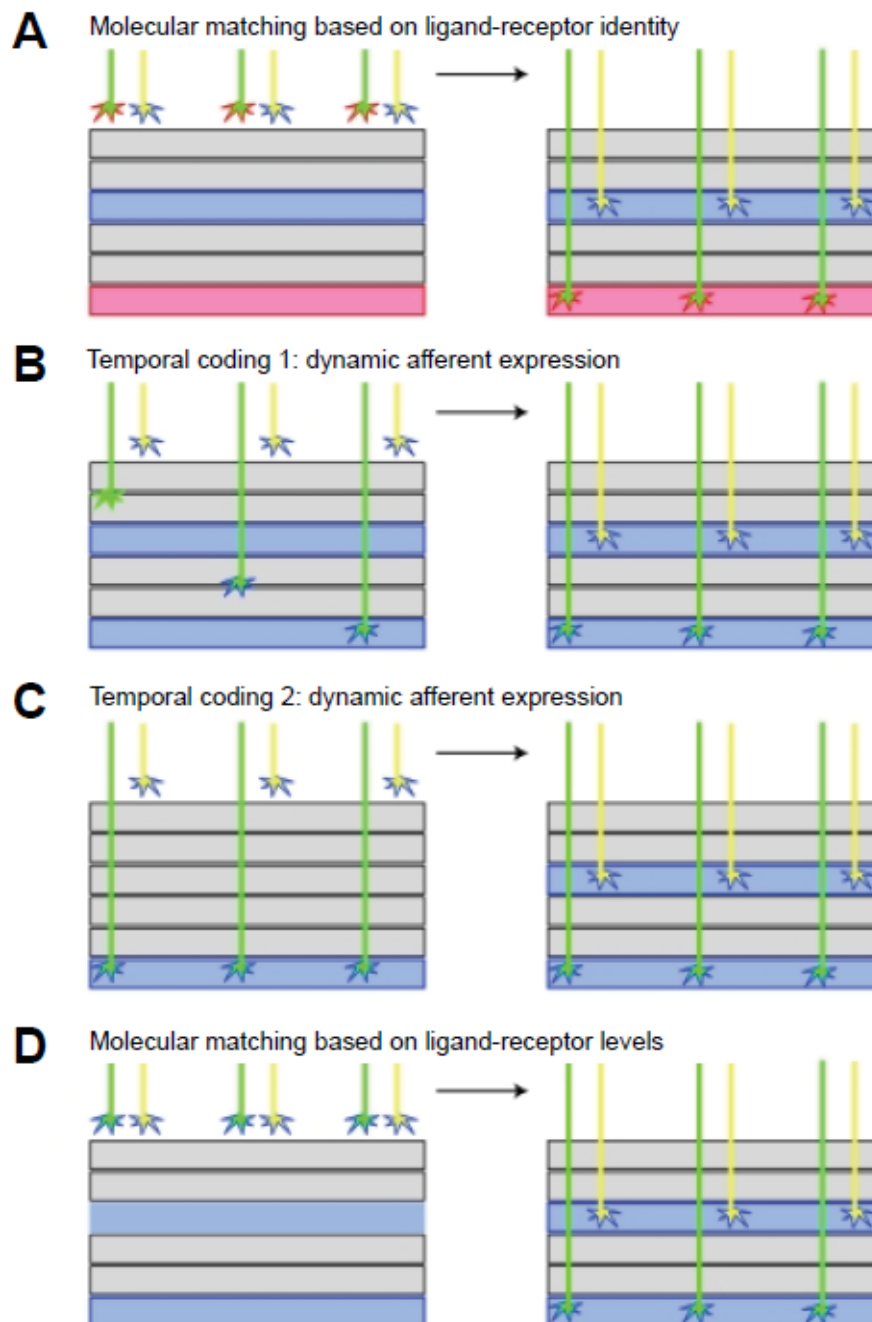 A Molecular matching based on ligand-receptor identity
B Temporal coding 1: dynamic afferent expression
C Temporal coding 2: dynamic afferent expression
D Molecular matching based on ligand-receptor levels